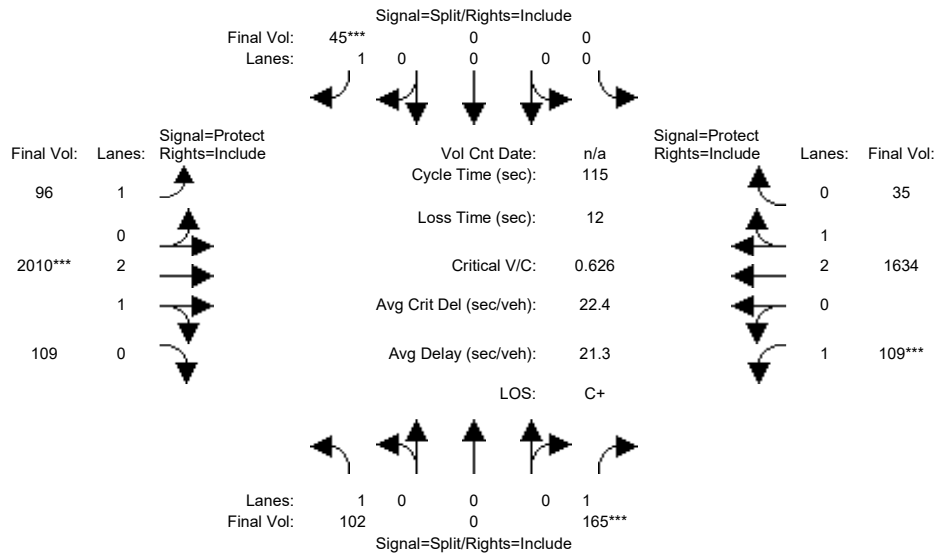 Signal=Split/Rights=Include
Final Vol: 45*** 0 0
Lanes: 1 0 0 0 0
Signal=Protect Signal=Protect
Final Vol: Lanes: Rights=Include Vol Cnt Date: n/a Rights=Include Lanes: Final Vol:
Cycle Time (sec): 115
96 1 0 35
Loss Time (sec): 12
0 1
2010*** 2 Critical V/C: 0.626 2 1634
1 Avg Crit Del (sec/veh): 22.4 0
109 0 Avg Delay (sec/veh): 21.3 1 109***
LOS: C+
Lanes: 1 0 0 0 1
Final Vol: 102 0 165***
Signal=Split/Rights=Include